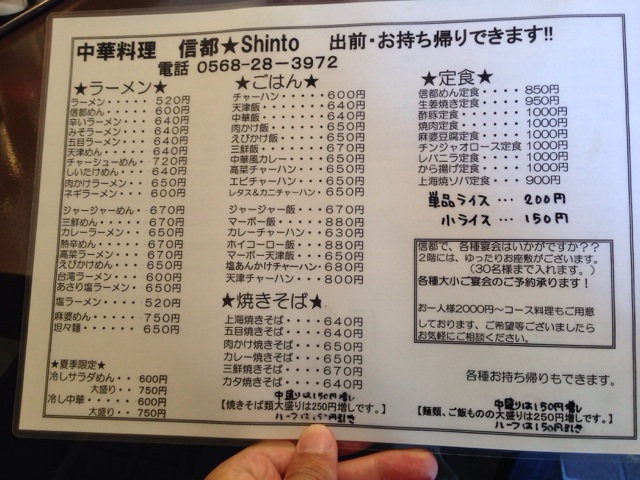 中華料理 信都★Shinto 出前・お持ち帰りできます!!
電話 0568-28-3972
★ラーメン★
ラーメン・・・・・520円
信都めん・・・・・600円
辛いラーメン・・・640円
みそラーメン・・・640円
五目ラーメン・・・640円
天津めん・・・・・640円
チャーシューめん・・720円
しいたけめん・・・640円
肉かけラーメン・・650円
ネギラーメン・・・600円
ジャージャーめん・・670円
三鮮めん・・・・・670円
カレーラーメン・・650円
熱辛めん・・・・・670円
高菜ラーメン・・・650円
えびかけめん・・・650円
台湾ラーメン・・・600円
あさり塩ラーメン・・650円
塩ラーメン・・・・520円
麻婆めん・・・・・750円
坦々麺・・・・・・650円
★夏季限定★
冷しサラダめん・・600円
大盛り・・750円
冷し中華・・・・・600円
大盛り・・750円
★ごはん★
チャーハン・・・・・600円
天津飯・・・・・・・640円
中華飯・・・・・・・640円
肉かけ飯・・・・・・650円
えびかけ飯・・・・・650円
三鮮飯・・・・・・・670円
中華風カレー・・・・650円
高菜チャーハン・・・650円
エビチャーハン・・・650円
レタス&カニチャーハン・・650円
ジャージャー飯・・・670円
マーボー飯・・・・・880円
カレーチャーハン・・630円
ホイコーロー飯・・・880円
マーボー天津飯・・・650円
塩あんかけチャーハン・・680円
天津チャーハン・・・800円
★焼きそば★
上海焼きそば・・・・640円
五目焼きそば・・・・640円
肉かけ焼きそば・・・650円
カレー焼きそば・・・650円
三鮮焼きそば・・・・670円
カタ焼きそば・・・・640円
中盛りは150円増し
【焼きそば類大盛りは250円増しです。】
ハーフは150円引き
★定食★
信都めん定食・・・・850円
生姜焼き定食・・・・950円
酢豚定食・・・・・・1000円
焼肉定食・・・・・・1000円
麻婆豆腐定食・・・・1000円
チンジャオロース定食 1000円
レバニラ定食・・・・1000円
から揚げ定食・・・・1000円
上海焼ソバ定食・・・900円
単品ライス … 200円
小ライス … 150円
信都で、各種宴会はいかがですか??
2階には、ゆったりお座敷がございます。
(30名様まで入れます。)
各種大小ご宴会のご予約承ります!
お一人様2000円~コース料理もご用意
しております、ご希望等ございましたら
お気軽にご相談ください。
各種お持ち帰りもできます。
中盛りは150円増し
【麺類、ご飯ものの大盛りは250円増しです。】
ハーフは150円引き